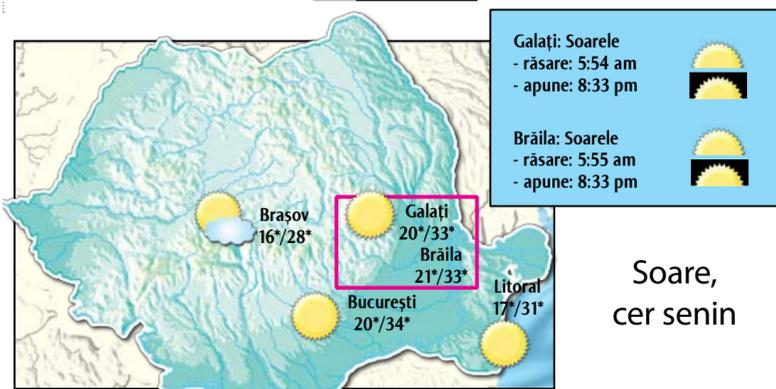 Galați: Soarele
- răsare: 5:54 am
- apune: 8:33 pm
Brăila: Soarele
- răsare: 5:55 am
- apune: 8:33 pm
Brașov
16*/28*
Galați
20*/33*
Brăila
21*/33*
București
20*/34*
Litoral
17*/31*
Soare,
cer senin